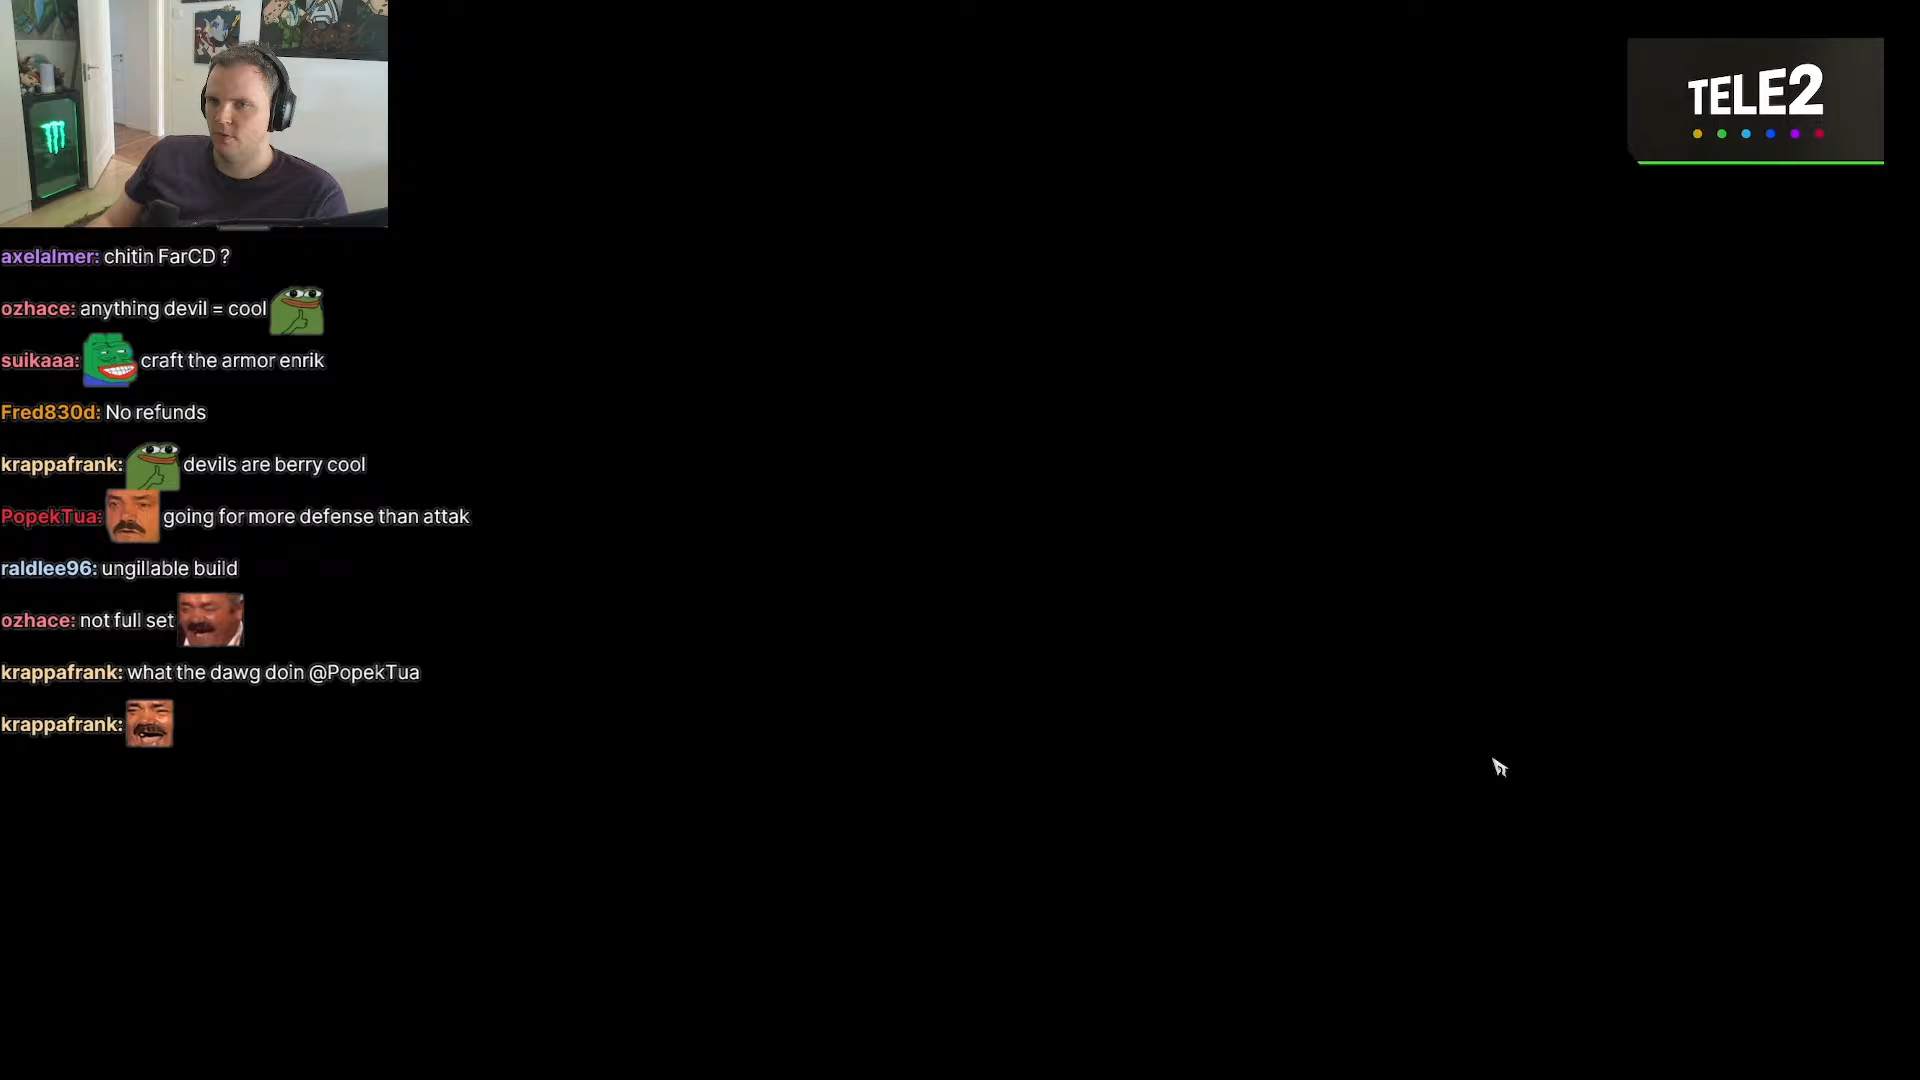 TELE2
axelalmer: chitin FarCD ?
ozhace: anything devil = cool
suikaaa: craft the armor enrik
Fred830d: No refunds
krappafrank: devils are berry cool
PopekTua: going for more defense than attak
raldlee96: ungillable build
ozhace: not full set
krappafrank: what the dawg doin @PopekTua
krappafrank: